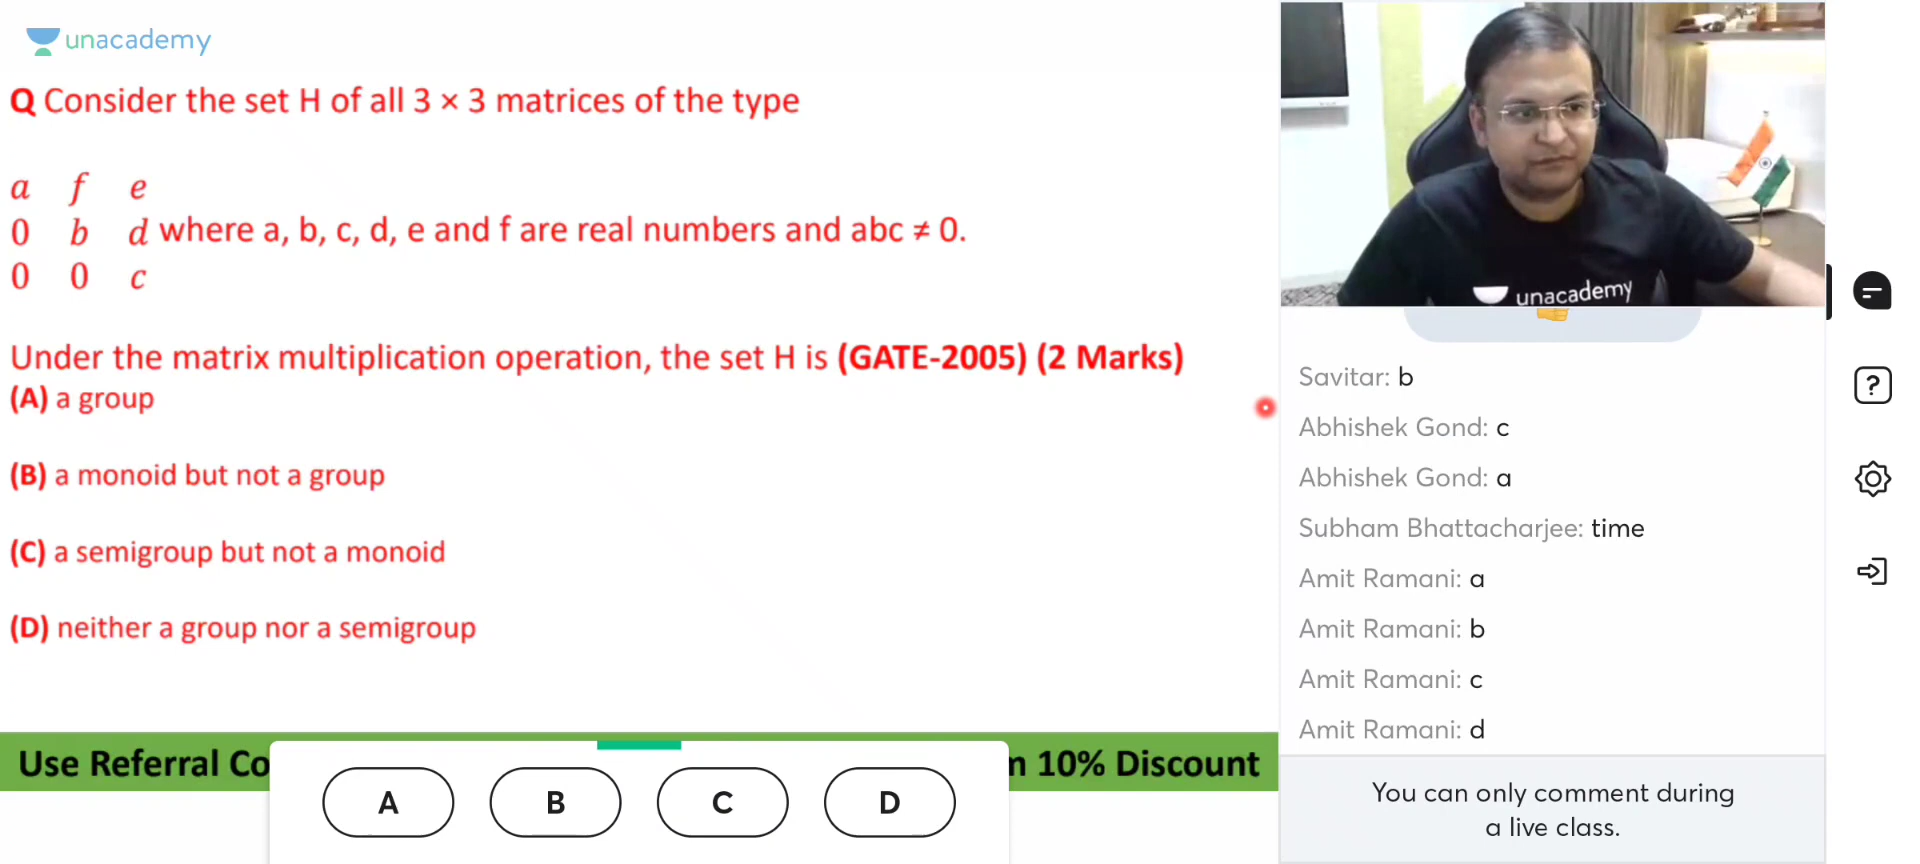 unacademy
Q Consider the set H of all 3 × 3 matrices of the type
a f e
0 b d where a, b, c, d, e and f are real numbers and abc ≠ 0.
0 0 c
Under the matrix multiplication operation, the set H is (GATE-2005) (2 Marks)
(A) a group
(B) a monoid but not a group
(C) a semigroup but not a monoid
(D) neither a group nor a semigroup
Use Referral Co
n 10% Discount
A B C D
unacademy
Savitar: b
Abhishek Gond: c
Abhishek Gond: a
Subham Bhattacharjee: time
Amit Ramani: a
Amit Ramani: b
Amit Ramani: c
Amit Ramani: d
You can only comment during
a live class.
?